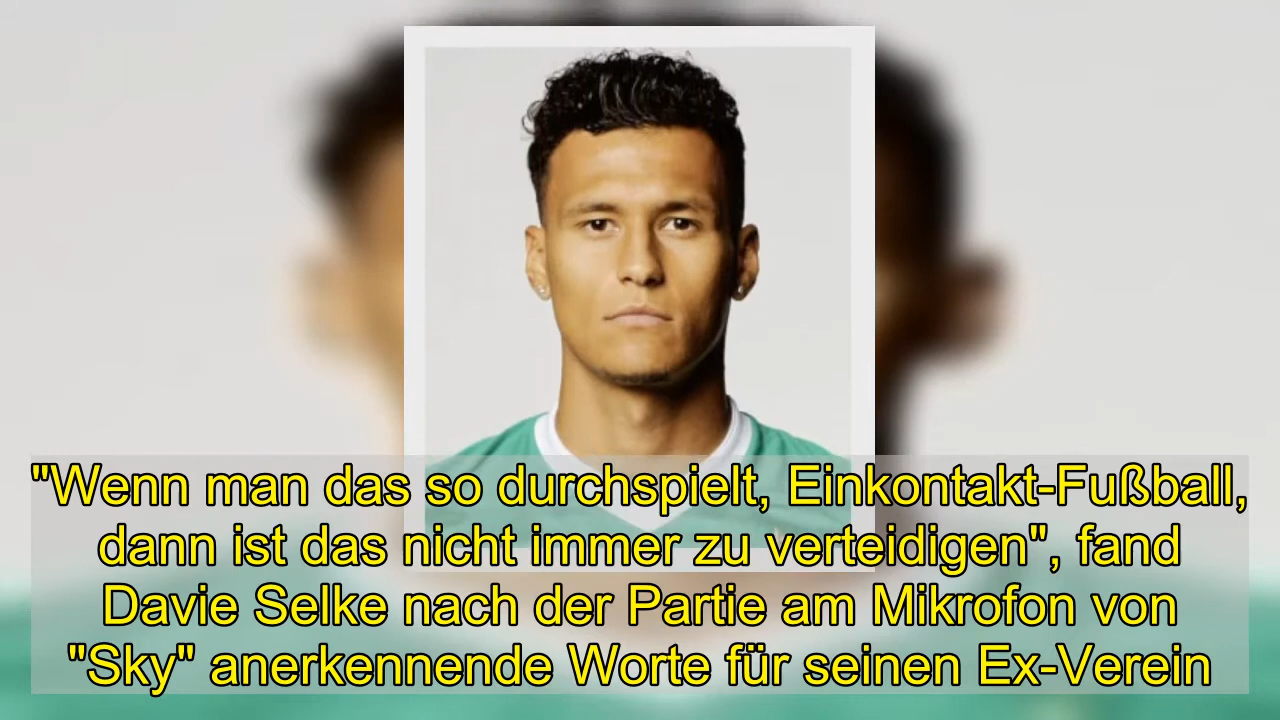 "Wenn man das so durchspielt, Einkontakt-Fußball,
dann ist das nicht immer zu verteidigen", fand
Davie Selke nach der Partie am Mikrofon von
"Sky" anerkennende Worte für seinen Ex-Verein